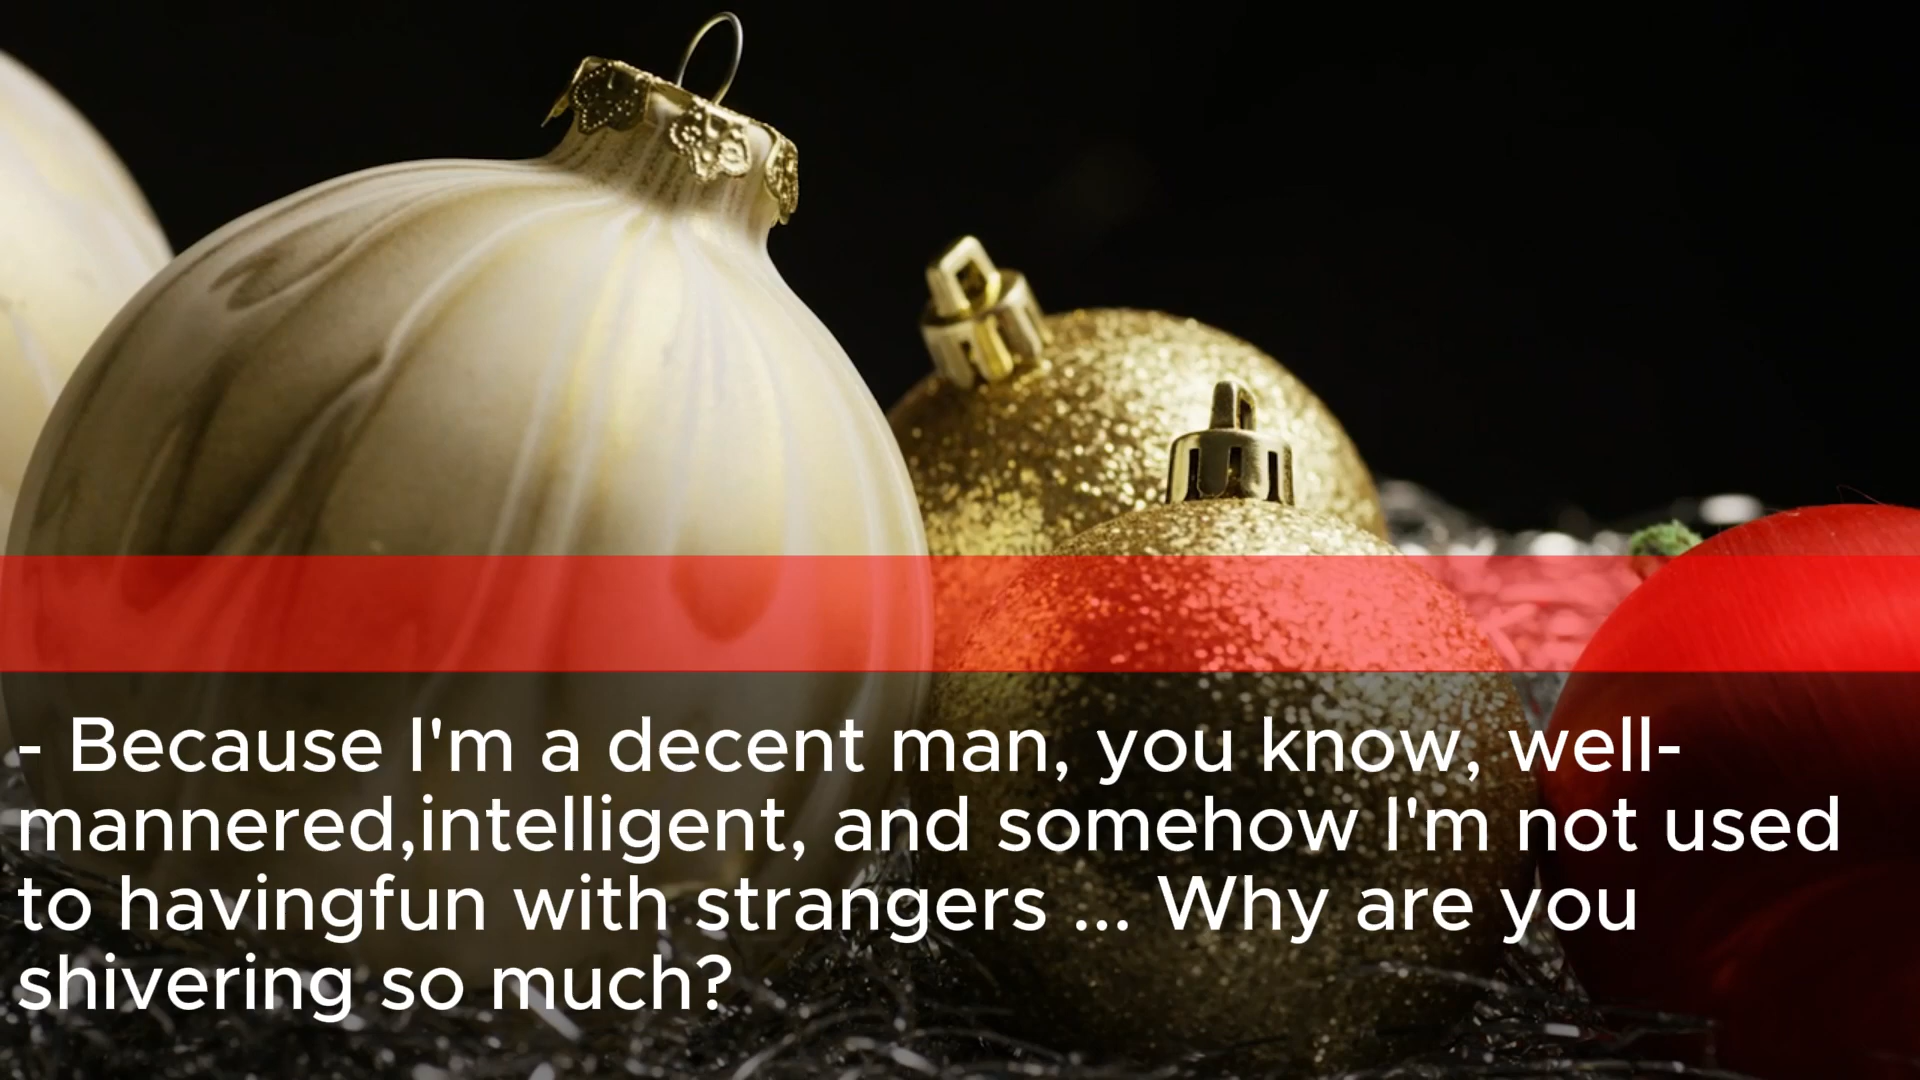 - Because I'm a decent man, you know, well-
mannered,intelligent, and somehow I'm not used
to havingfun with strangers ... Why are you
shivering so much?